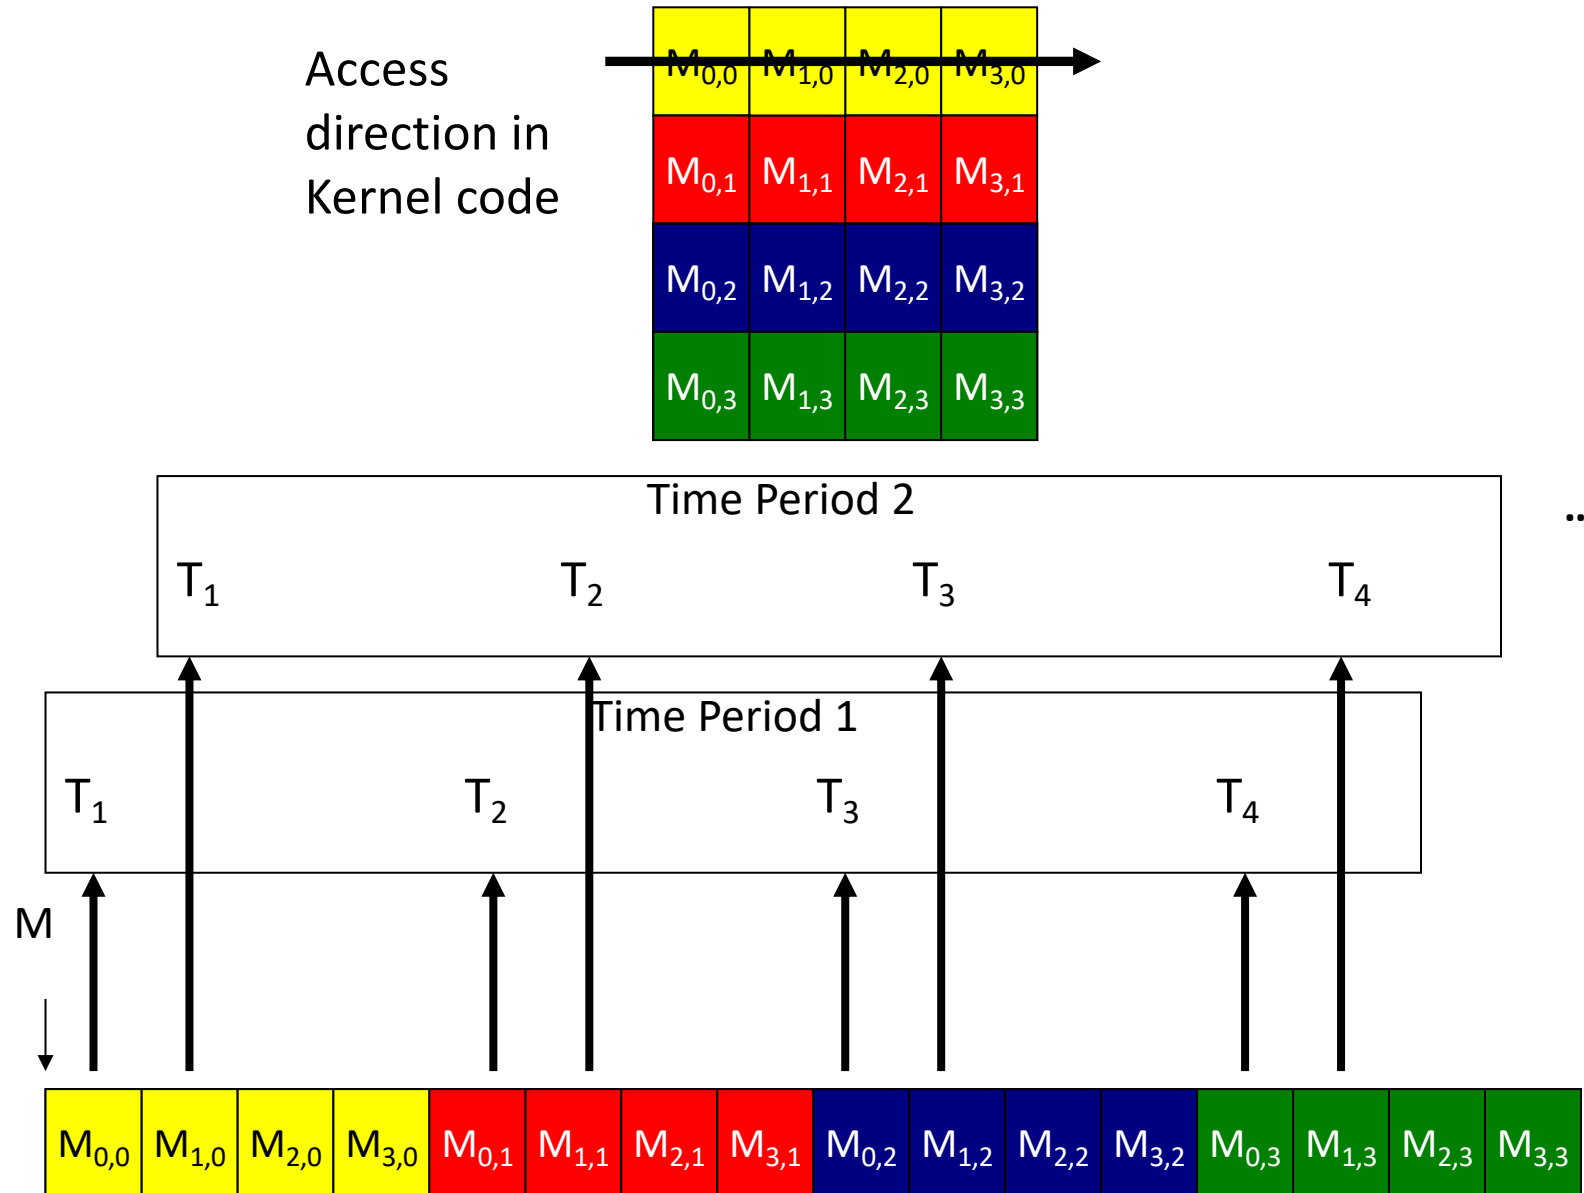 Access
direction in
Kernel code
M0,0 M1,0 M2,0 M3,0
M0,1 M1,1 M2,1 M3,1
M0,2 M1,2 M2,2 M3,2
M0,3 M1,3 M2,3 M3,3
Time Period 2
..
T1 T2 T3 T4
Time Period 1
T1 T2 T3 T4
M
M0,0 M1,0 M2,0 M3,0 M0,1 M1,1 M2,1 M3,1 M0,2 M1,2 M2,2 M3,2 M0,3 M1,3 M2,3 M3,3